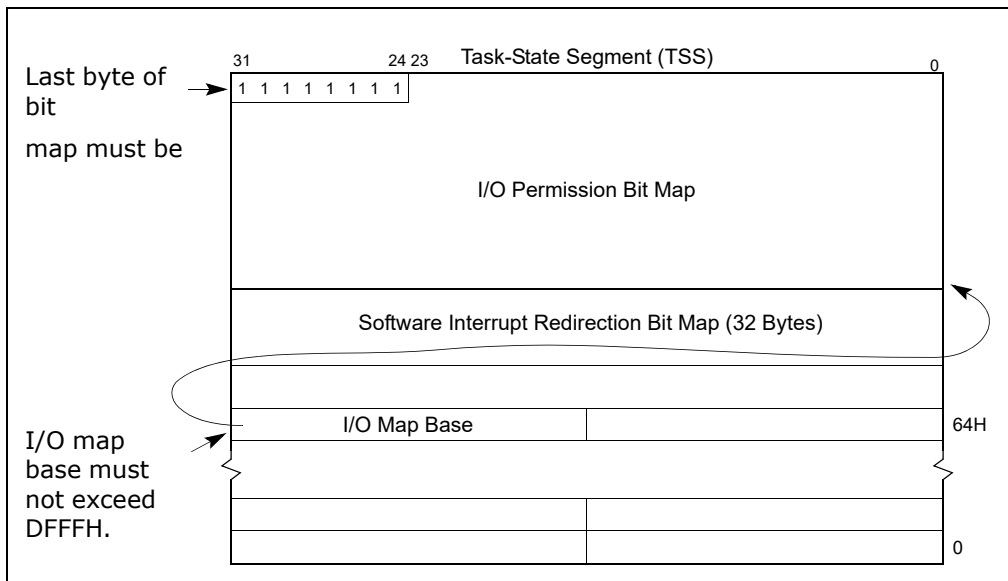 Task-State Segment (TSS)
31
24 23
0
Last byte of
bit
map must be
1 1 1 1 1 1 1 1
I/O Permission Bit Map
Software Interrupt Redirection Bit Map (32 Bytes)
I/O map
base must
not exceed
DFFFH.
I/O Map Base
64H
0